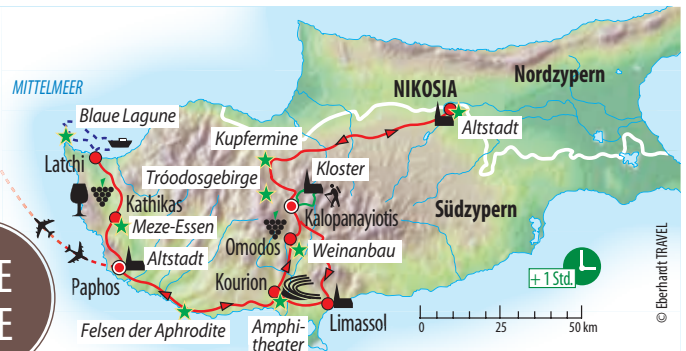 MITTELMEER
Blaue Lagune
Latchi
Kathikas
Meze-Essen
Altstadt
Paphos
Felsen der Aphrodite
Kupfermine
Tróodosgebirge
Kloster
Kalopanayiotis
Omodos
Weinanbau
Kourion
Amphi-
theater
Limassol
NIKOSIA
Altstadt
Nordzypern
Südzypern
+ 1 Std.
0 25 50 km
© Eberhardt TRAVEL
E
E